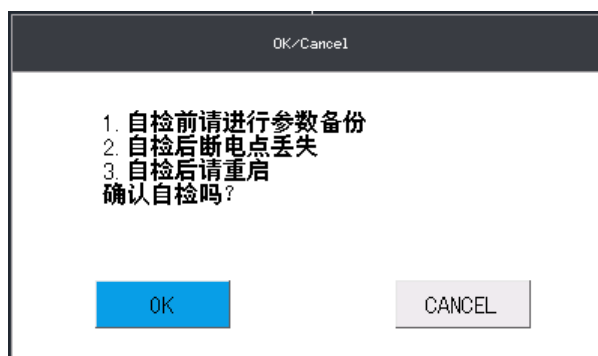 OK/Cancel
1. 自检前请进行参数备份
2. 自检后断电点丢失
3. 自检后请重启
确认自检吗?
OK
CANCEL